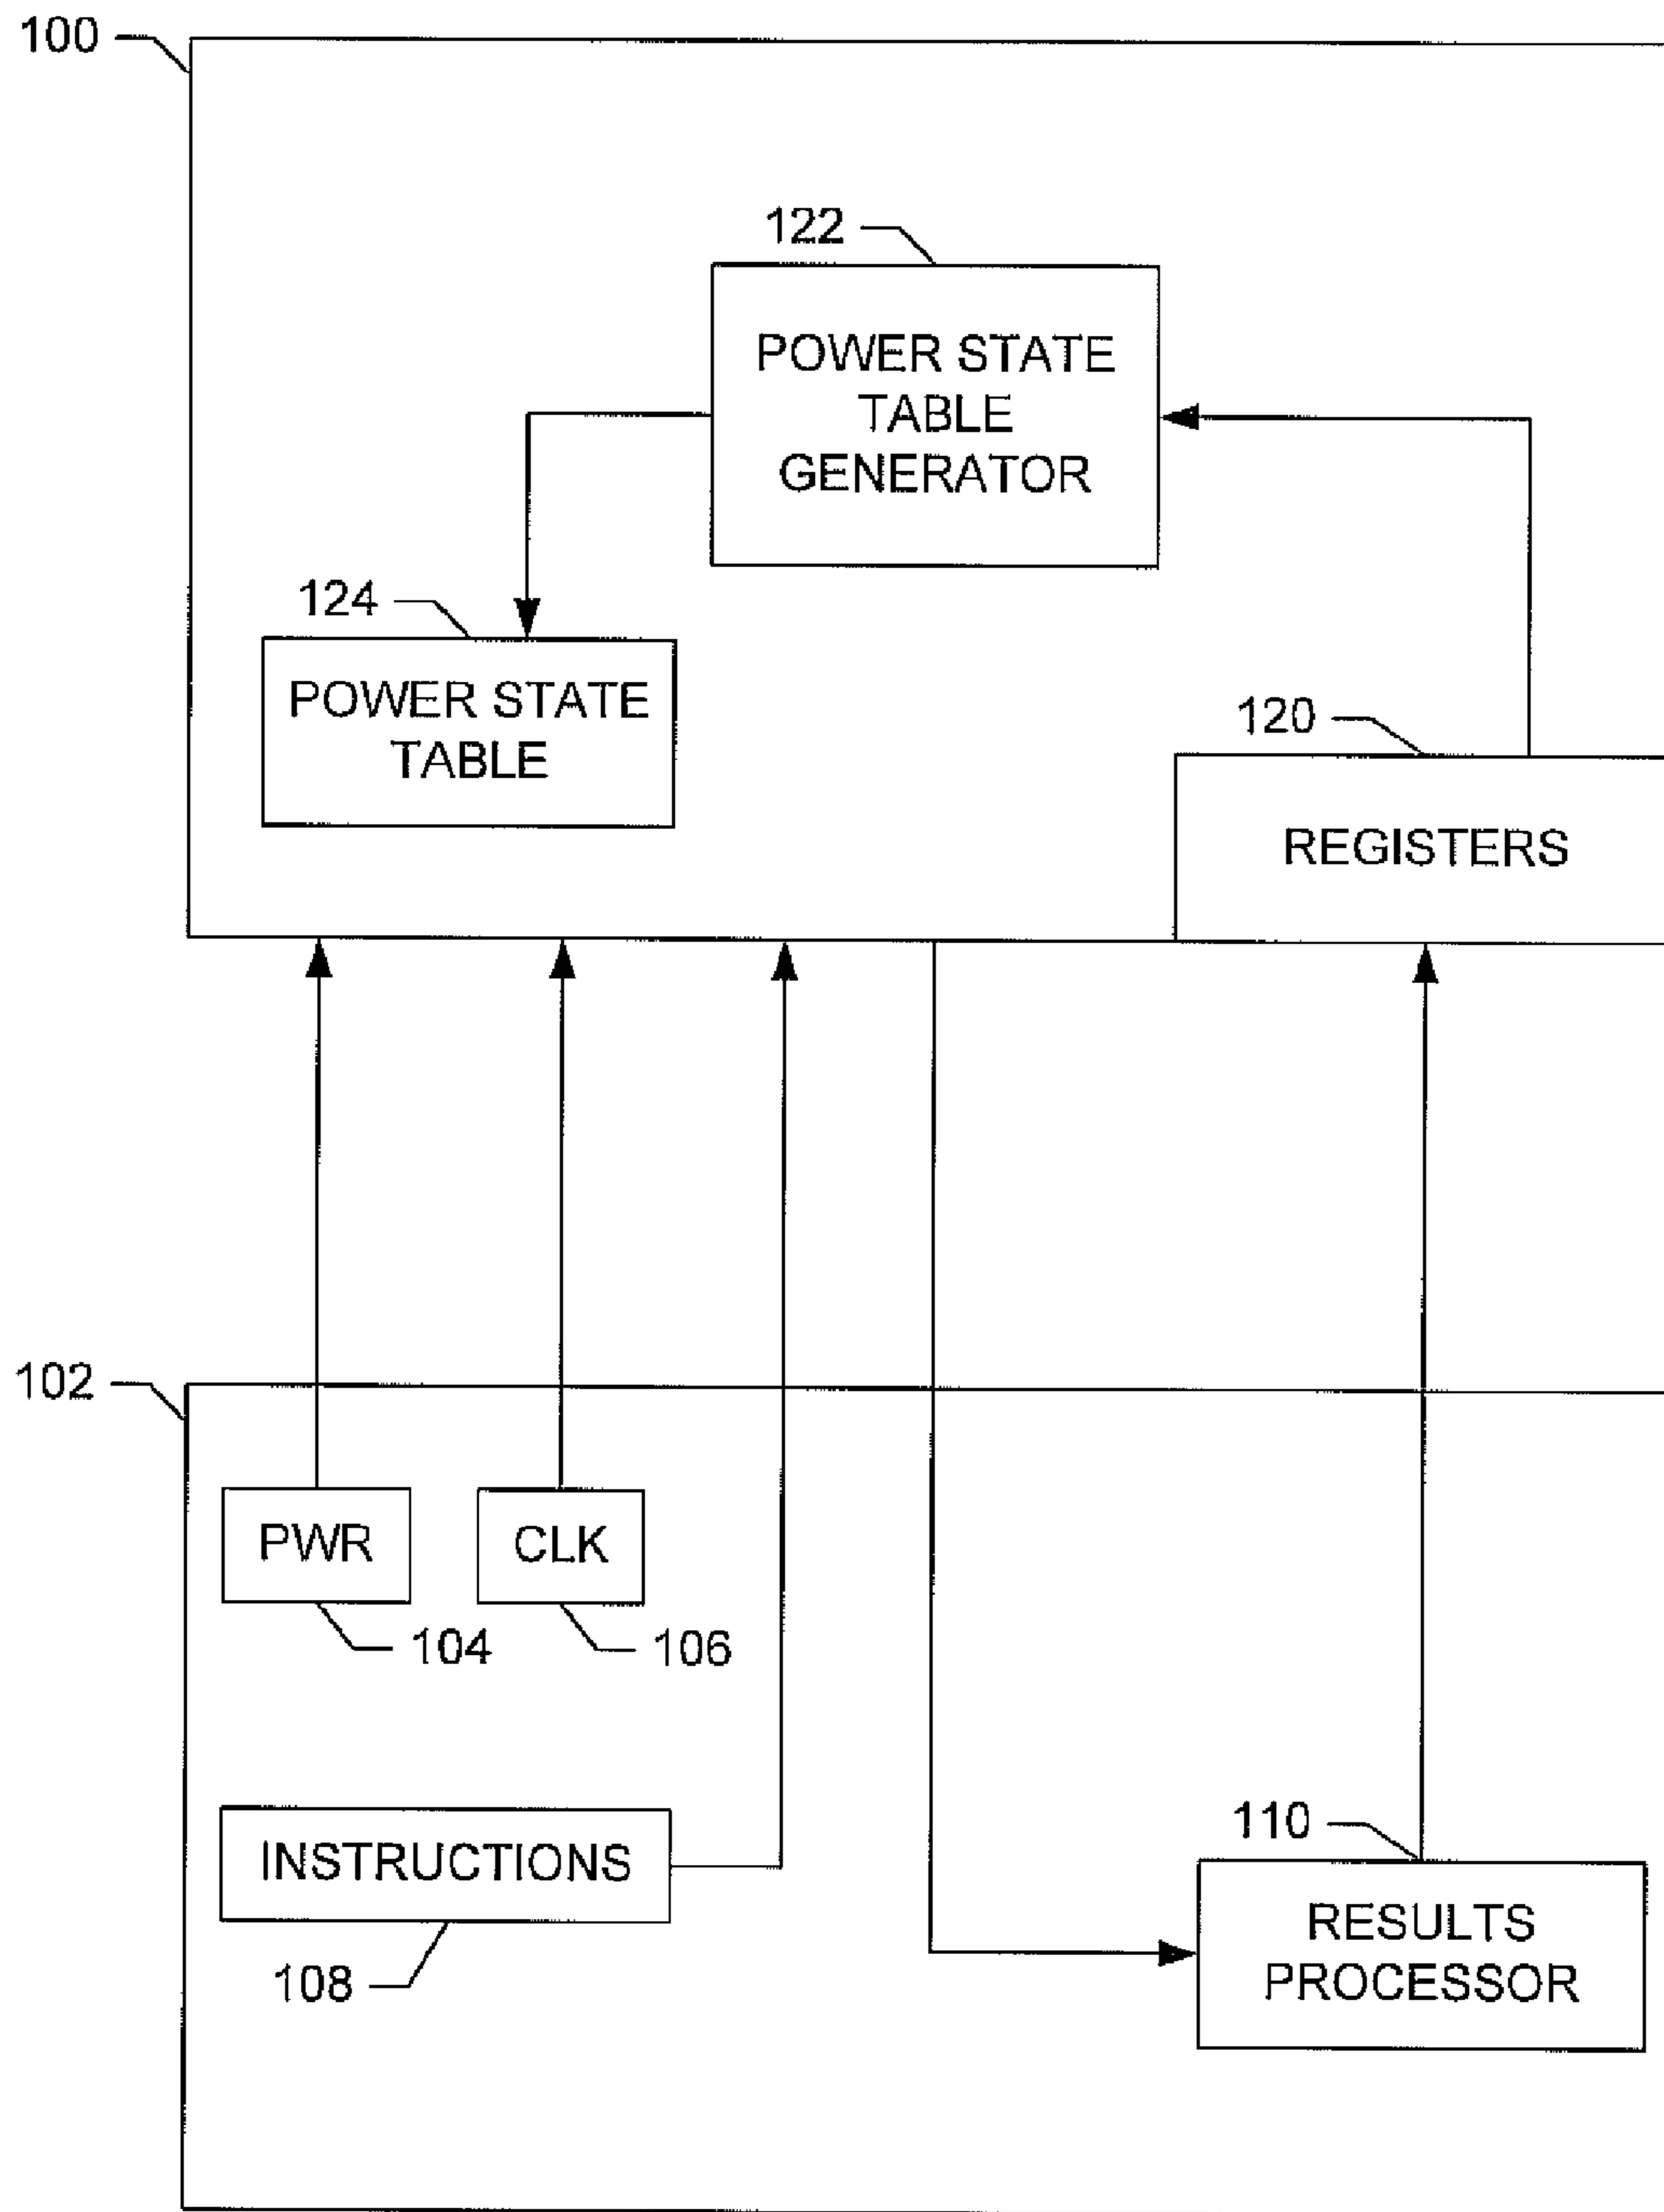 100
122
POWER STATE
TABLE
GENERATOR
124
POWER STATE
TABLE
120
REGISTERS
102
PWR
CLK
104
106
INSTRUCTIONS
108
110
RESULTS
PROCESSOR